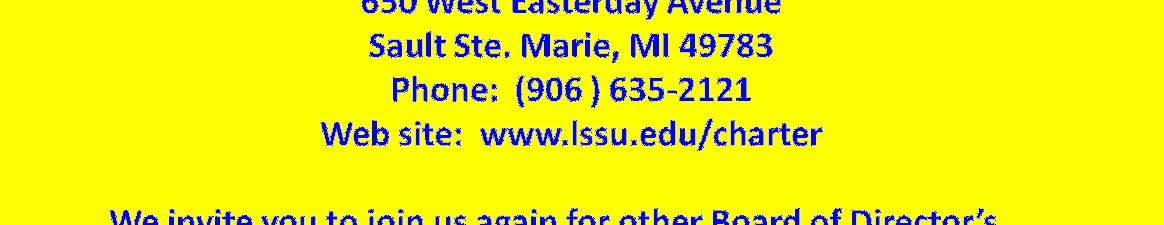 650 West Easterday Avenue
Sault Ste. Marie, MI 49783
Phone:  (906 ) 635-2121
Web site:  www.lssu.edu/charter
We invite you to join us again for other Board of Director’s